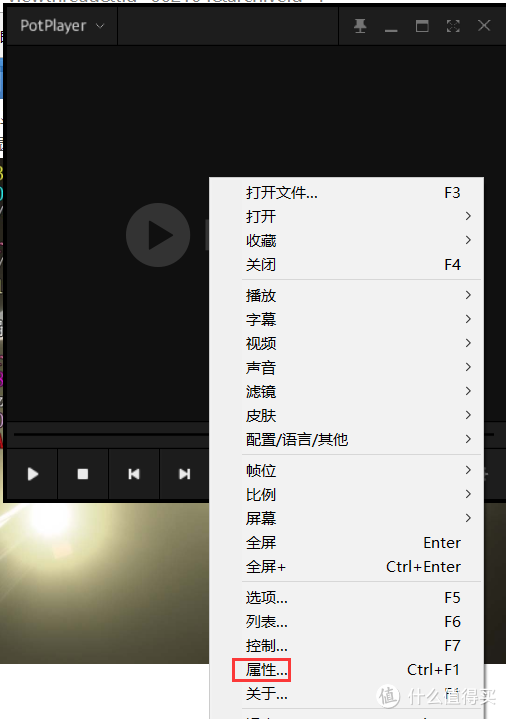 PotPlayer
打开文件... F3
打开
收藏
关闭 F4
播放
字幕
视频
声音
滤镜
皮肤
配置/语言/其他
帧位
比例
屏幕
全屏 Enter
全屏+ Ctrl+Enter
选项... F5
列表... F6
控制... F7
属性... Ctrl+F1
关于... F1
值 什么值得买